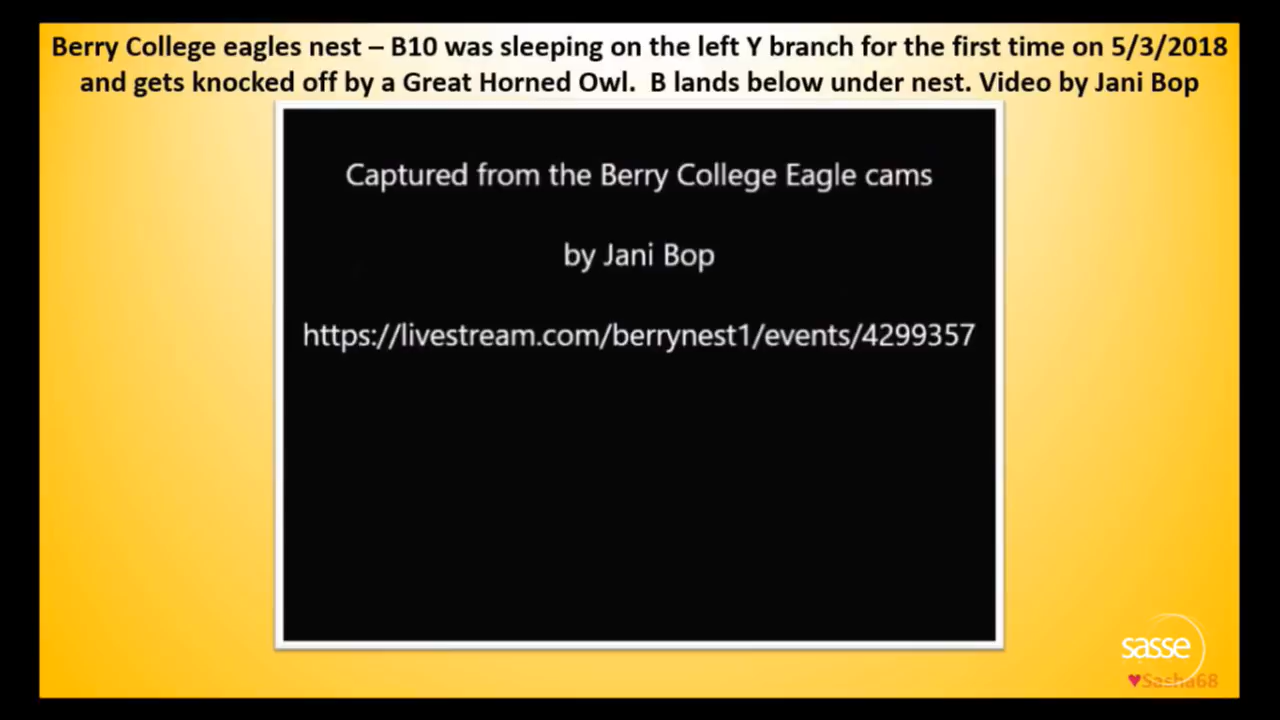 Berry College eagles nest – B10 was sleeping on the left Y branch for the first time on 5/3/2018
and gets knocked off by a Great Horned Owl.  B lands below under nest. Video by Jani Bop
Captured from the Berry College Eagle cams
by Jani Bop
https://livestream.com/berrynest1/events/4299357
sasse
♥Sasha68